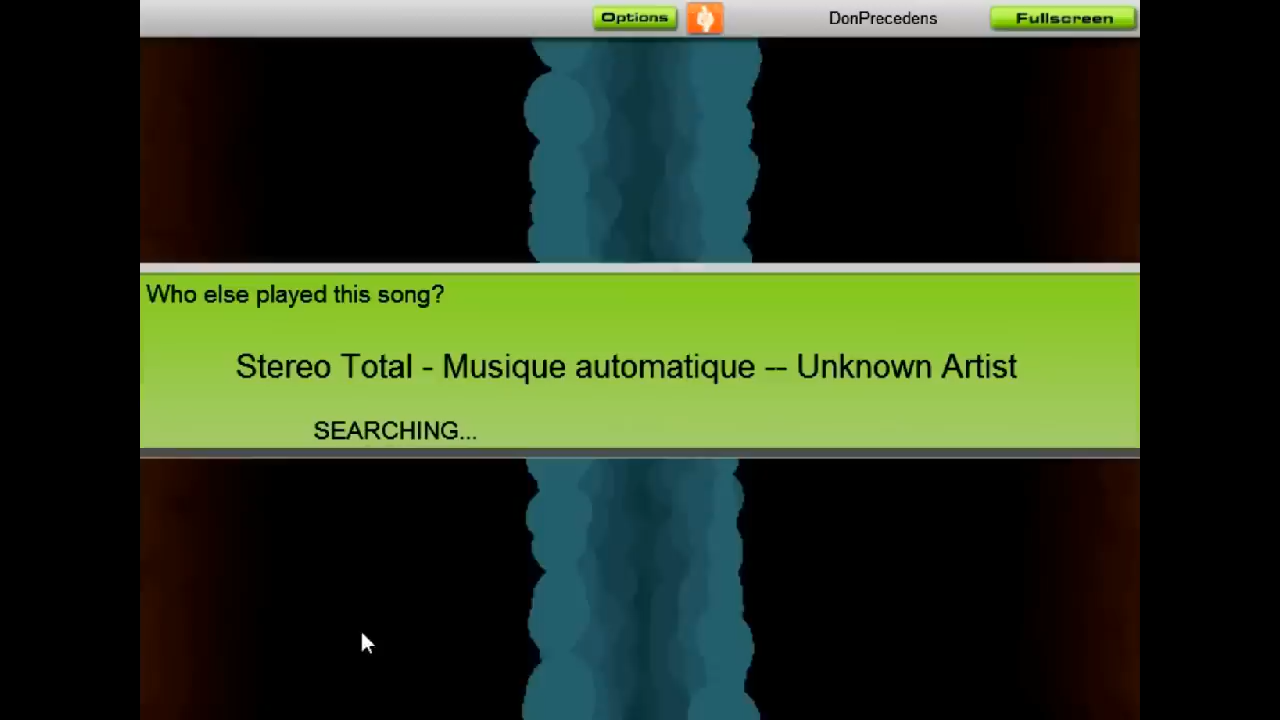 Options
DonPrecedens
Fullscreen
Who else played this song?
Stereo Total - Musique automatique -- Unknown Artist
SEARCHING...